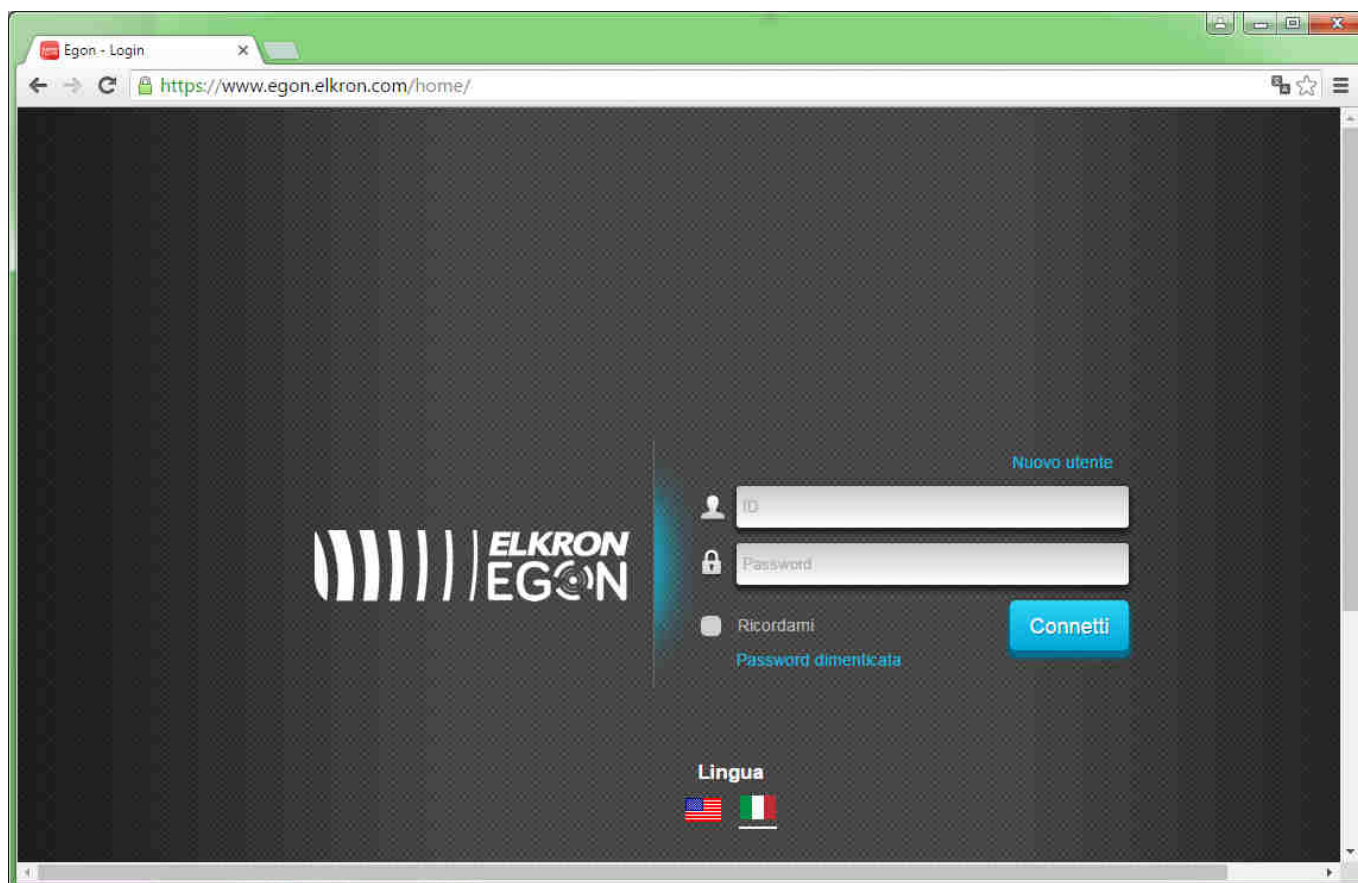 Egon - Login
https://www.egon.elkron.com/home/
Nuovo utente
ID
ELKRON
EGON
Password
Ricordami
Connetti
Password dimenticata
Lingua